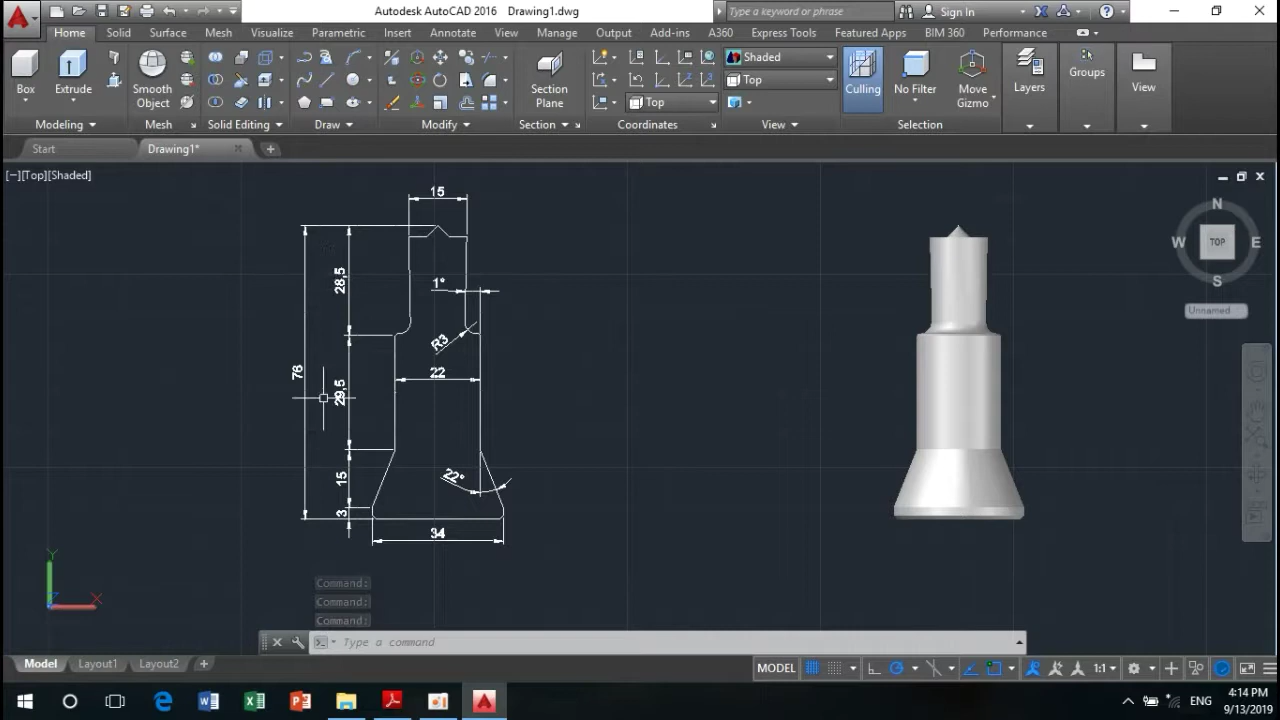 Autodesk AutoCAD 2016 Drawing1.dwg
Type a keyword or phrase
Sign In
Home Solid Surface Mesh Visualize Parametric Insert Annotate View Manage Output Add-ins A360 Express Tools Featured Apps BIM 360 Performance
Box
Extrude
Smooth
Object
Section
Plane
Top
Shaded
Top
Culling
No Filter
Move
Gizmo
Layers
Groups
View
Modeling Mesh Solid Editing Draw Modify Section Coordinates View Selection
Start Drawing1*
[−][Top][Shaded]
15
28,5
1°
R3
76
22
29,5
15
22°
3
34
N
W TOP E
S
Unnamed
Y
X
Command:
Command:
Command:
Type a command
Model Layout1 Layout2 +
MODEL 1:1
ENG
4:14 PM
9/13/2019